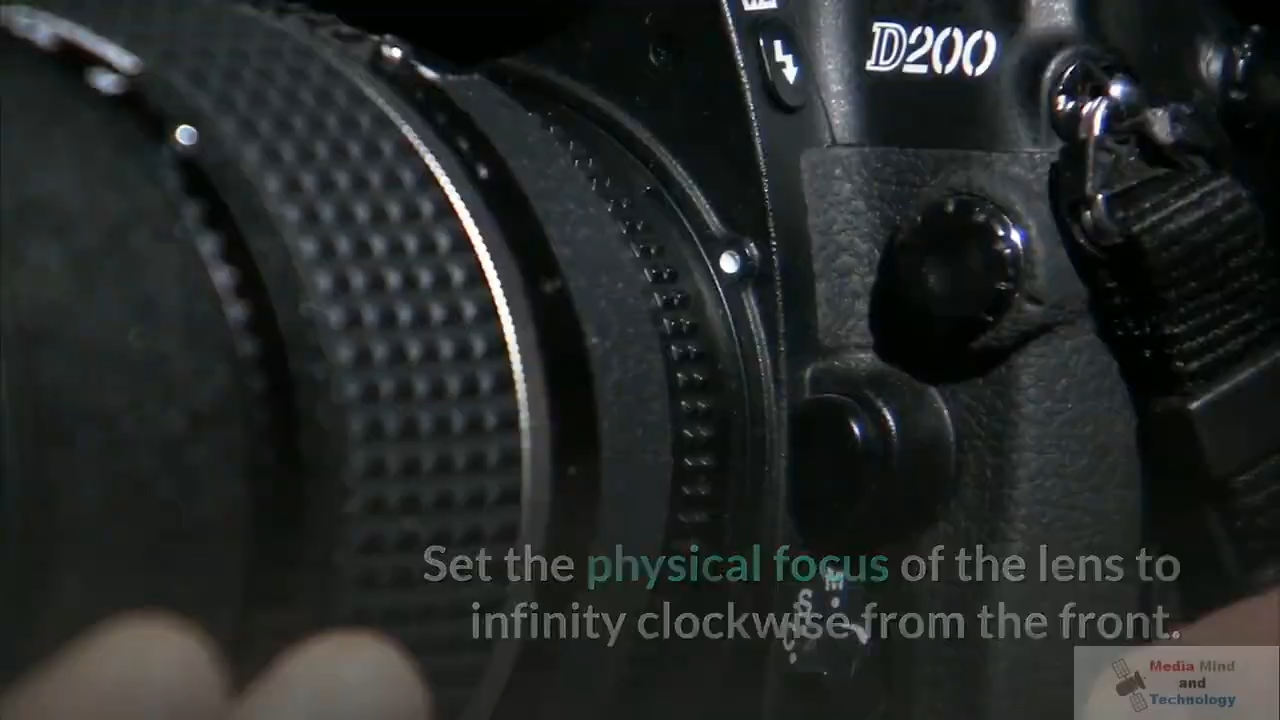 D200
Set the physical focus of the lens to
infinity clockwise from the front.
S
C
Media Mind
and
Technology